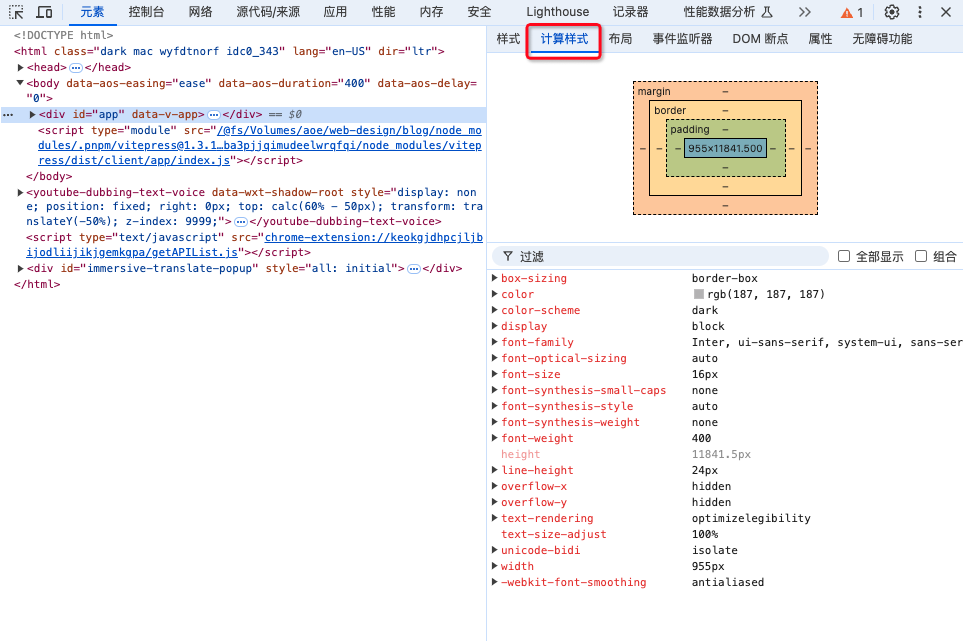 元素 控制台 网络 源代码/来源 应用 性能 内存 安全 Lighthouse 记录器 性能数据分析 1
<!DOCTYPE html>
<html class="dark mac wyfdtnorf idc0_343" lang="en-US" dir="ltr">
<head>…</head>
<body data-aos-easing="ease" data-aos-duration="400" data-aos-delay=
"0">
… <div id="app" data-v-app>…</div> == $0
<script type="module" src="/@fs/Volumes/aoe/web-design/blog/node_mo
dules/.pnpm/vitepress@1.3.1…ba3pjjqimudeelwrqfqi/node_modules/vitep
ress/dist/client/app/index.js"></script>
</body>
<youtube-dubbing-text-voice data-wxt-shadow-root style="display: non
e; position: fixed; right: 0px; top: calc(60% - 50px); transform: tra
nslateY(-50%); z-index: 9999;">…</youtube-dubbing-text-voice>
<script type="text/javascript" src="chrome-extension://keokgjdhpcjljb
ijodliijikjgemkgpa/getAPIList.js"></script>
<div id="immersive-translate-popup" style="all: initial">…</div>
</html>
样式 计算样式 布局 事件监听器 DOM 断点 属性 无障碍功能
margin –
border –
padding –
– – – 955×11841.500 – – –
–
–
–
过滤 全部显示 组合
box-sizing border-box
color rgb(187, 187, 187)
color-scheme dark
display block
font-family Inter, ui-sans-serif, system-ui, sans-ser
font-optical-sizing auto
font-size 16px
font-synthesis-small-caps none
font-synthesis-style auto
font-synthesis-weight none
font-weight 400
height 11841.5px
line-height 24px
overflow-x hidden
overflow-y hidden
text-rendering optimizelegibility
text-size-adjust 100%
unicode-bidi isolate
width 955px
-webkit-font-smoothing antialiased